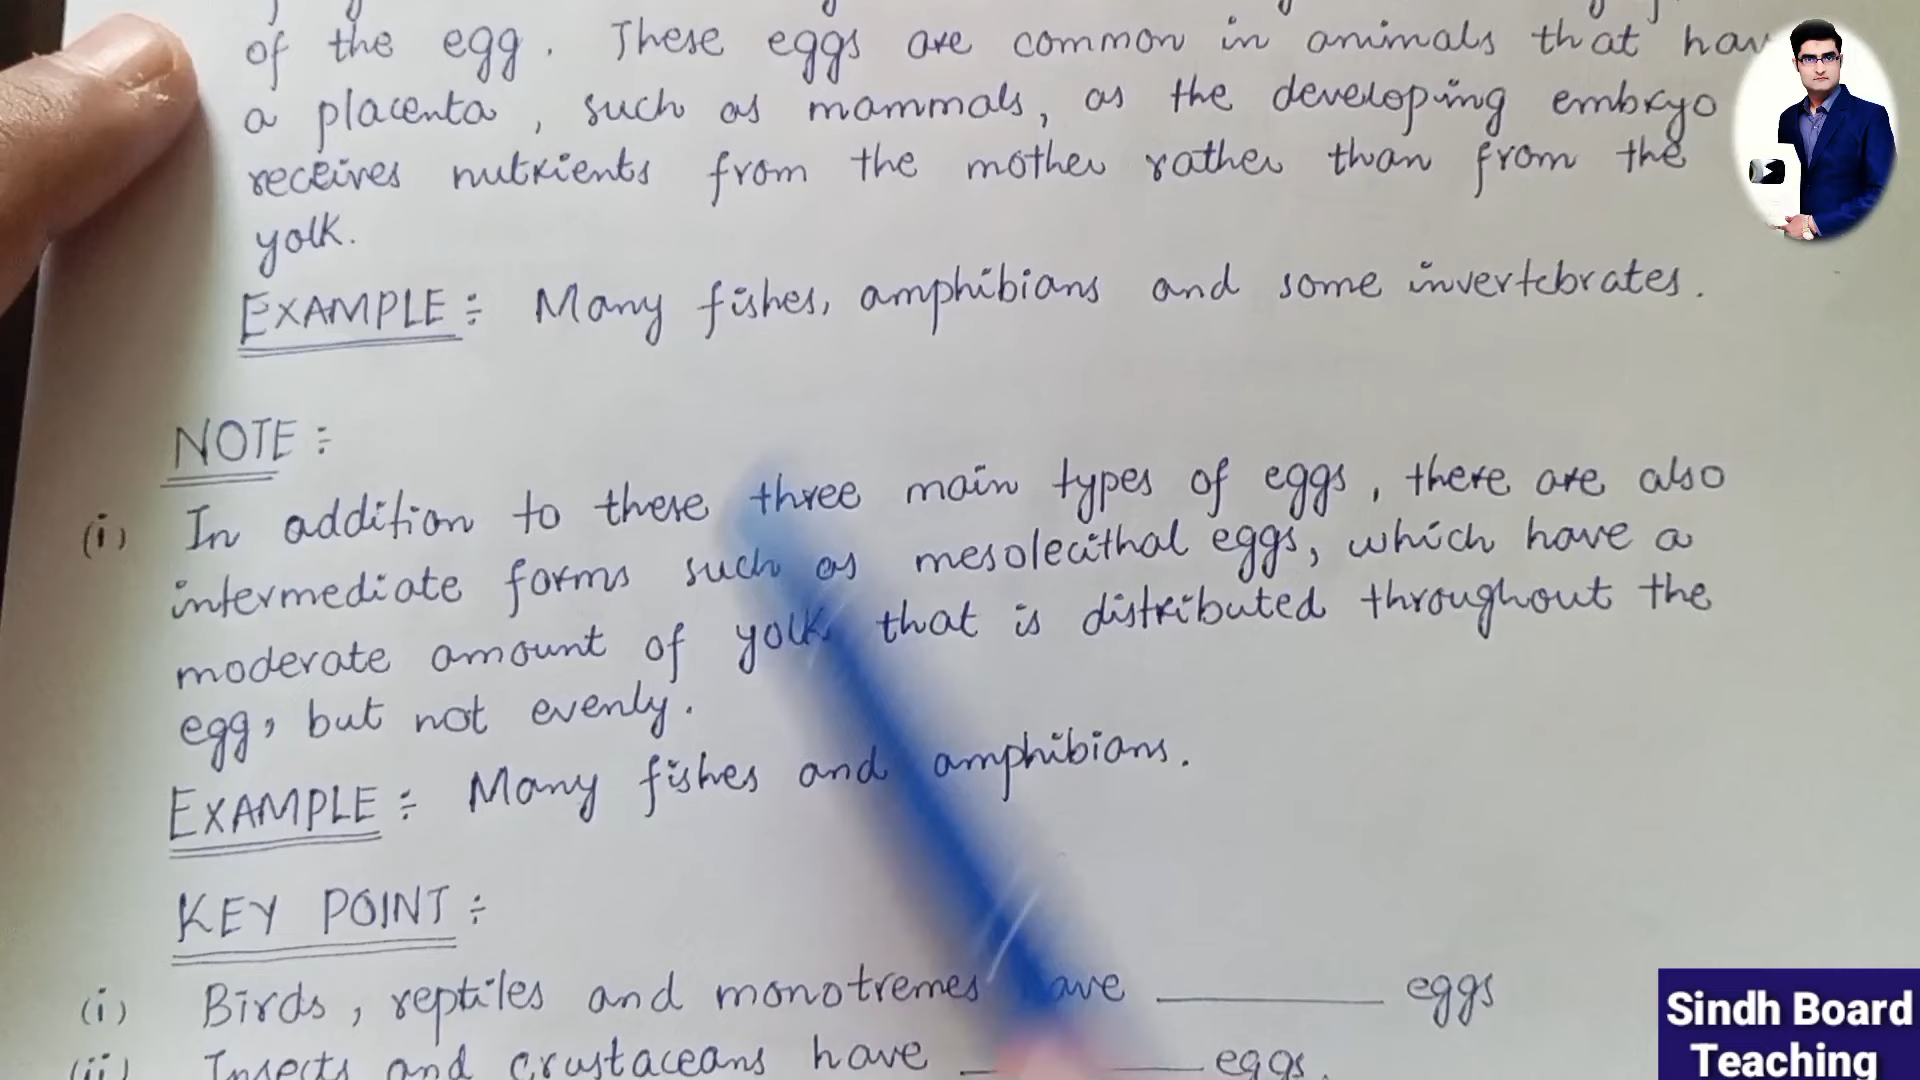 of the egg. These eggs are common in animals that hav
a placenta, such as mammals, as the developing embryo
receives nutrients from the mother rather than from the
yolk.
EXAMPLE:- Many fishes, amphibians and some invertebrates.
NOTE:-
(i) In addition to these three main types of eggs, there are also
intermediate forms such as mesolecithal eggs, which have a
moderate amount of yolk that is distributed throughout the
egg, but not evenly.
EXAMPLE:- Many fishes and amphibians.
KEY POINT:-
(i) Birds, reptiles and monotremes have ________ eggs
(ii) Insects and crustaceans have ________ eggs.
Sindh Board
Teaching